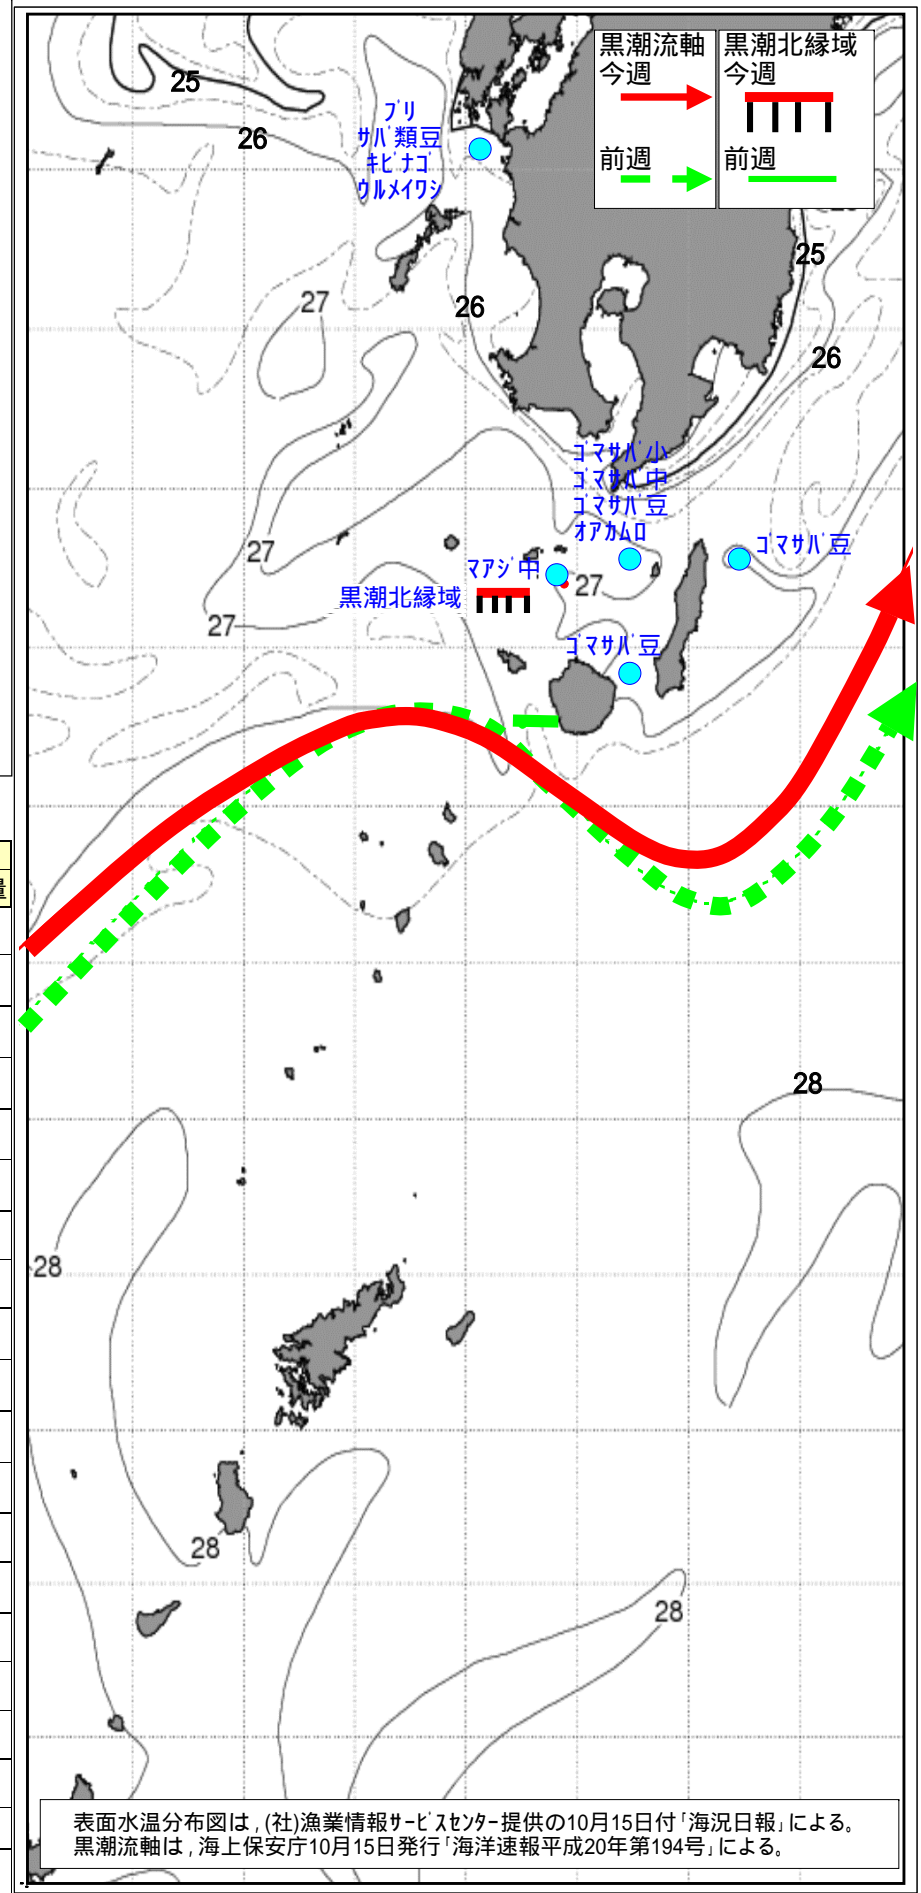 黒潮流軸
今週
前週
黒潮北縁域
今週
前週
25
26
ﾌﾞﾘ
ｻﾊﾞ類豆
ｷﾋﾞﾅｺﾞ
ｳﾙﾒｲﾜｼ
25
27
26
26
ｺﾞﾏｻﾊﾞ小
ｺﾞﾏｻﾊﾞ中
ｺﾞﾏｻﾊﾞ豆
ｵｱｶﾑﾛ
ｺﾞﾏｻﾊﾞ豆
27
ﾏｱｼﾞ中
27
黒潮北縁域
27
ｺﾞﾏｻﾊﾞ豆
量
28
28
28
28
表面水温分布図は，(社)漁業情報ｻｰﾋﾞｽｾﾝﾀｰ提供の10月15日付｢海況日報｣による。
黒潮流軸は，海上保安庁10月15日発行｢海洋速報平成20年第194号｣による。